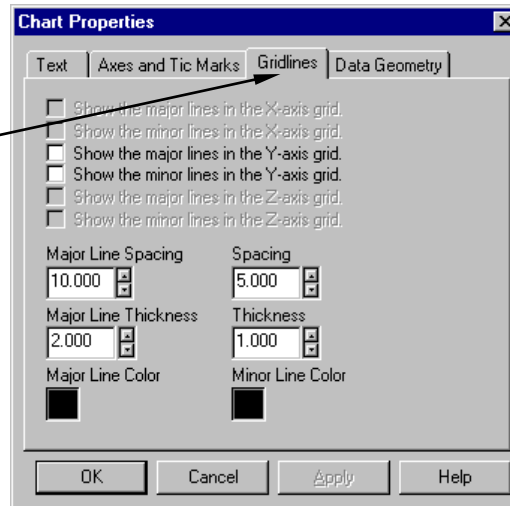 Chart Properties
Text Axes and Tic Marks Gridlines Data Geometry
Show the major lines in the X-axis grid.
Show the minor lines in the X-axis grid.
Show the major lines in the Y-axis grid.
Show the minor lines in the Y-axis grid.
Show the major lines in the Z-axis grid.
Show the minor lines in the Z-axis grid.
Major Line Spacing Spacing
10.000 5.000
Major Line Thickness Thickness
2.000 1.000
Major Line Color Minor Line Color
OK Cancel Apply Help